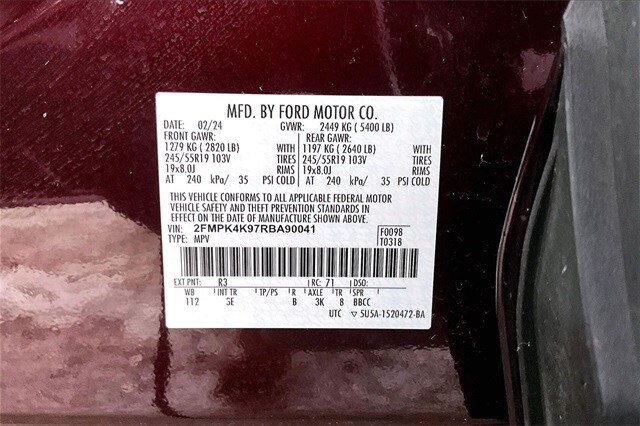 MFD. BY FORD MOTOR CO.
DATE: 02/24 GVWR: 2449 KG ( 5400 LB)
FRONT GAWR: REAR GAWR:
1279 KG ( 2820 LB) WITH 1197 KG ( 2640 LB) WITH
245/55R19 103V TIRES 245/55R19 103V TIRES
19x8.0J RIMS 19x8.0J RIMS
AT 240 kPa/ 35 PSI COLD AT 240 kPa/ 35 PSI COLD
THIS VEHICLE CONFORMS TO ALL APPLICABLE FEDERAL MOTOR
VEHICLE SAFETY AND THEFT PREVENTION STANDARDS IN
EFFECT ON THE DATE OF MANUFACTURE SHOWN ABOVE.
VIN: 2FMPK4K97RBA90041 F0098
TYPE: MPV T0318
EXT PNT: R3 RC: 71 DSO:
WB INT TR TP/PS R AXLE TR SPR
112 3E B 3K 8 BBCC
UTC ▽ 5U5A-1520472-BA